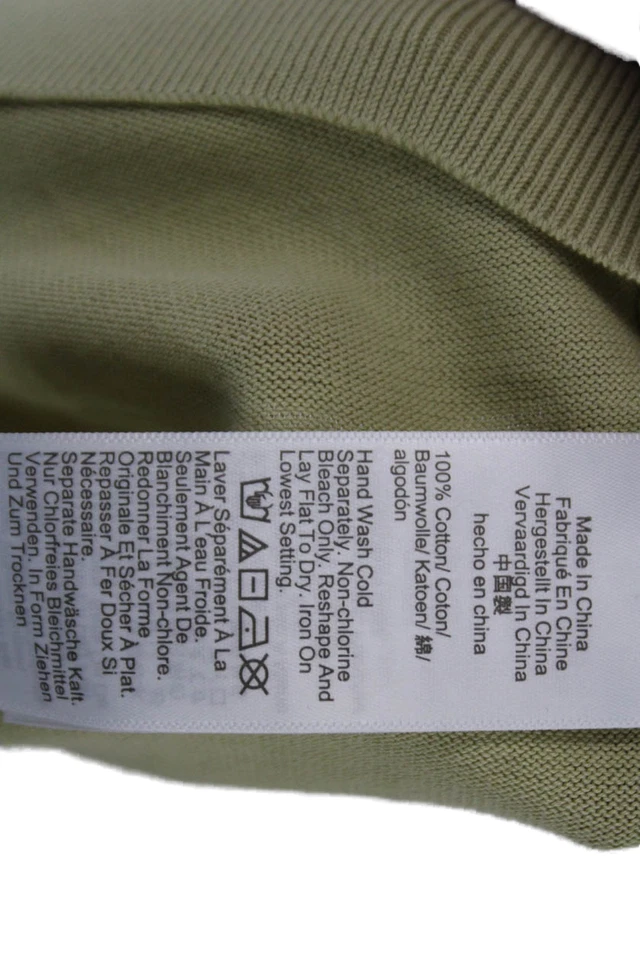 Made In China
Fabriqué En Chine
Hergestellt In China
Vervaardigd In China
中国製
hecho en china
100% Cotton/ Coton/
Baumwolle/ Katoen/ 綿/
algodón
Hand Wash Cold
Separately. Non-chlorine
Bleach Only. Reshape And
Lay Flat To Dry. Iron On
Lowest Setting.
Laver Séparément À La
Main À L'eau Froide.
Seulement Agent De
Blanchiment Non-chlore.
Redonner La Forme
Originale Et Sécher À Plat.
Repasser À Fer Doux Si
Nécessaire.
Separate Handwäsche Kalt.
Nur Chlorfreies Bleichmittel
Verwenden. In Form Ziehen
Und Zum Trocknen